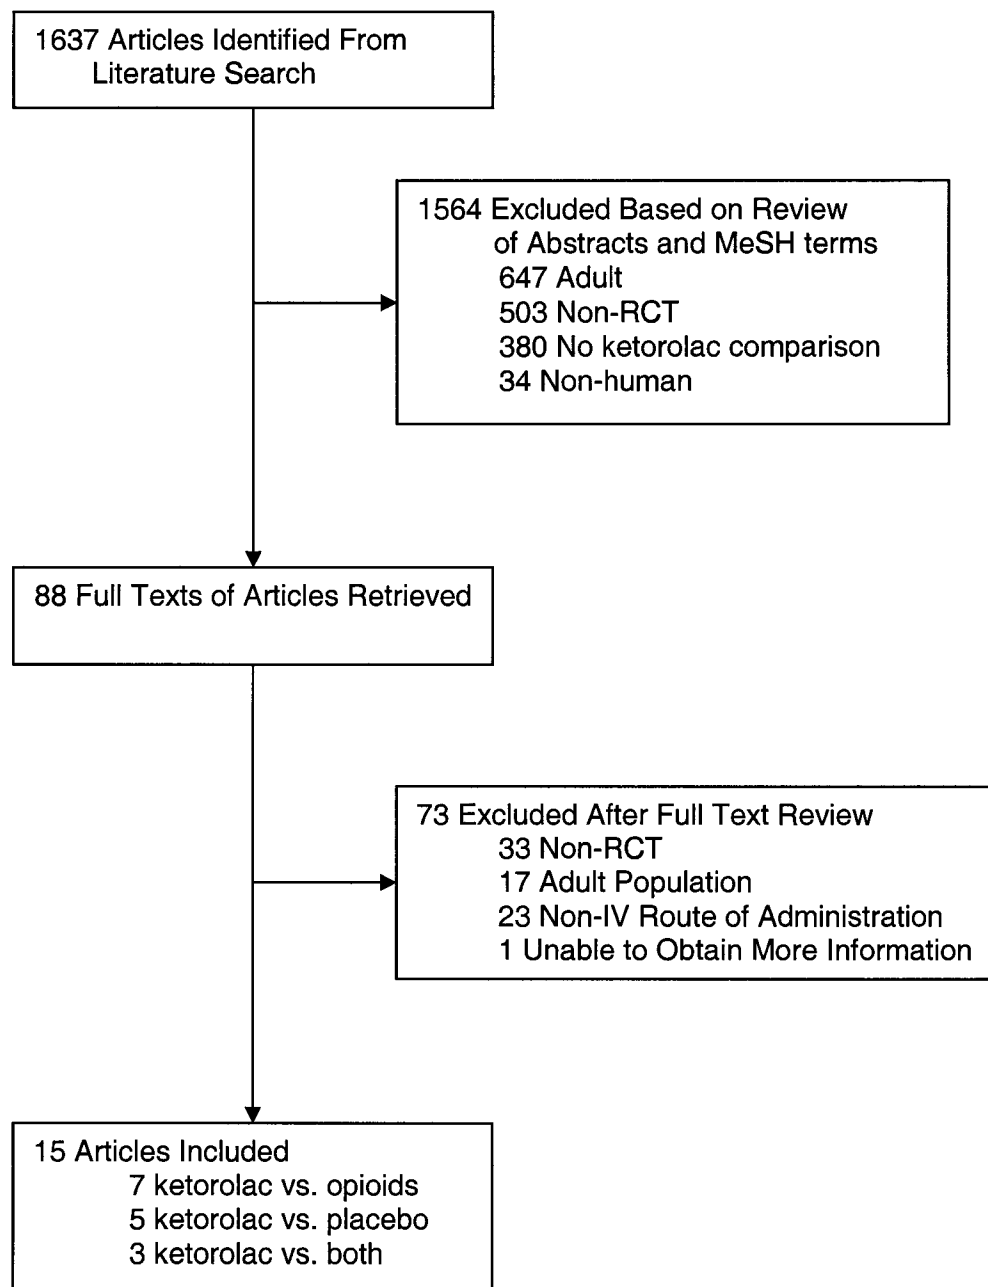 1637 Articles Identified From
Literature Search
1564 Excluded Based on Review
of Abstracts and MeSH terms
647 Adult
503 Non-RCT
380 No ketorolac comparison
34 Non-human
88 Full Texts of Articles Retrieved
73 Excluded After Full Text Review
33 Non-RCT
17 Adult Population
23 Non-IV Route of Administration
1 Unable to Obtain More Information
15 Articles Included
7 ketorolac vs. opioids
5 ketorolac vs. placebo
3 ketorolac vs. both